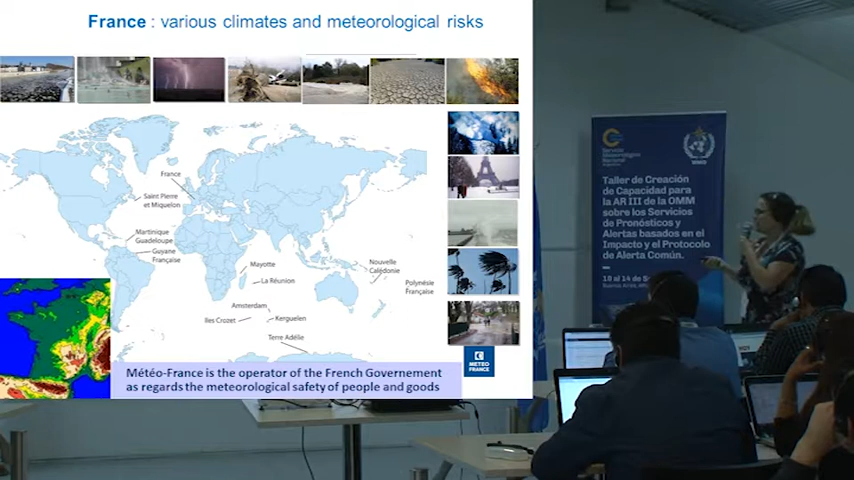 France : various climates and meteorological risks
France
Saint Pierre
et Miquelon
Martinique
Guadeloupe
Guyane
Française
Mayotte
La Réunion
Nouvelle
Calédonie
Polynésie
Française
Amsterdam
Iles Crozet
Kerguelen
Terre Adélie
METEO
FRANCE
Météo-France is the operator of the French Governement
as regards the meteorological safety of people and goods
Servicio
Meteorológico
Nacional
Taller de Creación
de Capacidad para
la AR III de la OMM
sobre los Servicios
de Pronósticos y
Alertas basados en el
Impacto y el Protocolo
de Alerta Común.
Buenos Aires,